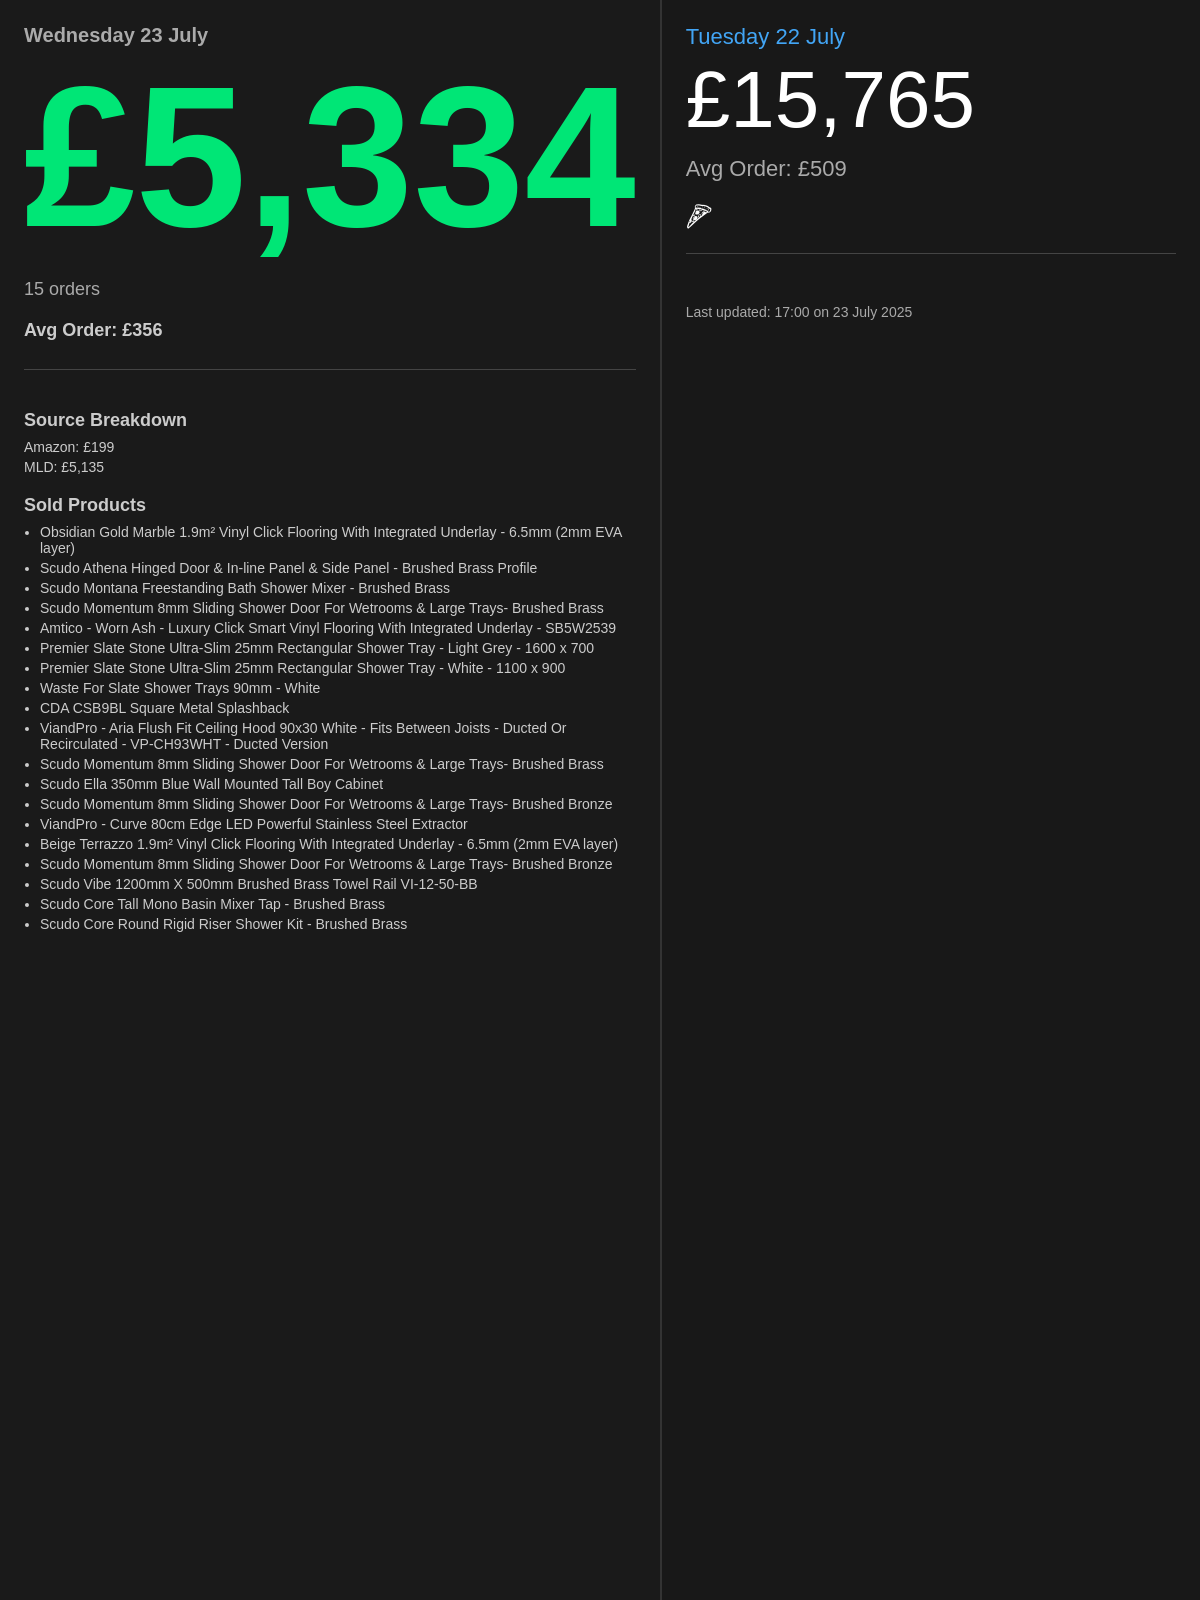 Wednesday 23 July
£5,334
15 orders
Avg Order: £356
Source Breakdown
Amazon: £199
MLD: £5,135
Sold Products
• Obsidian Gold Marble 1.9m² Vinyl Click Flooring With Integrated Underlay - 6.5mm (2mm EVA
layer)
• Scudo Athena Hinged Door & In-line Panel & Side Panel - Brushed Brass Profile
• Scudo Montana Freestanding Bath Shower Mixer - Brushed Brass
• Scudo Momentum 8mm Sliding Shower Door For Wetrooms & Large Trays- Brushed Brass
• Amtico - Worn Ash - Luxury Click Smart Vinyl Flooring With Integrated Underlay - SB5W2539
• Premier Slate Stone Ultra-Slim 25mm Rectangular Shower Tray - Light Grey - 1600 x 700
• Premier Slate Stone Ultra-Slim 25mm Rectangular Shower Tray - White - 1100 x 900
• Waste For Slate Shower Trays 90mm - White
• CDA CSB9BL Square Metal Splashback
• ViandPro - Aria Flush Fit Ceiling Hood 90x30 White - Fits Between Joists - Ducted Or
Recirculated - VP-CH93WHT - Ducted Version
• Scudo Momentum 8mm Sliding Shower Door For Wetrooms & Large Trays- Brushed Brass
• Scudo Ella 350mm Blue Wall Mounted Tall Boy Cabinet
• Scudo Momentum 8mm Sliding Shower Door For Wetrooms & Large Trays- Brushed Bronze
• ViandPro - Curve 80cm Edge LED Powerful Stainless Steel Extractor
• Beige Terrazzo 1.9m² Vinyl Click Flooring With Integrated Underlay - 6.5mm (2mm EVA layer)
• Scudo Momentum 8mm Sliding Shower Door For Wetrooms & Large Trays- Brushed Bronze
• Scudo Vibe 1200mm X 500mm Brushed Brass Towel Rail VI-12-50-BB
• Scudo Core Tall Mono Basin Mixer Tap - Brushed Brass
• Scudo Core Round Rigid Riser Shower Kit - Brushed Brass
Tuesday 22 July
£15,765
Avg Order: £509
🍕
Last updated: 17:00 on 23 July 2025